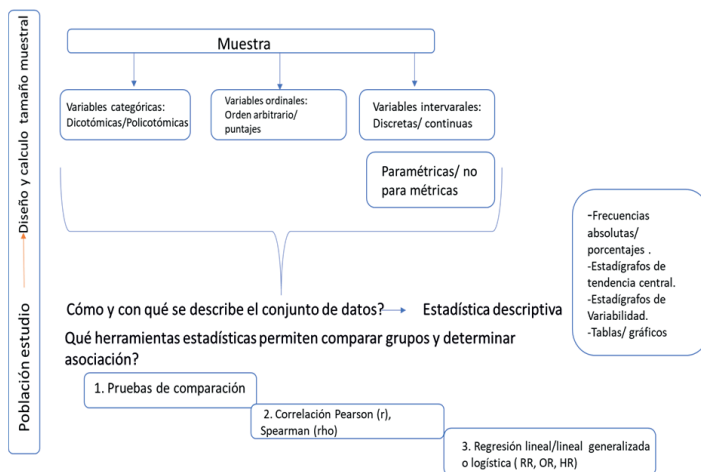 Población estudio
Diseño y calculo tamaño muestral
Muestra
Variables categóricas:
Dicotómicas/Policotómicas
Variables ordinales:
Orden arbitrario/
puntajes
Variables intervarales:
Discretas/ continuas
Paramétricas/ no
para métricas
Cómo y con qué se describe el conjunto de datos?
Estadística descriptiva
-Frecuencias
absolutas/
porcentajes .
-Estadígrafos de
tendencia central.
-Estadígrafos de
Variabilidad.
-Tablas/ gráficos
Qué herramientas estadísticas permiten comparar grupos y determinar
asociación?
1. Pruebas de comparación
2. Correlación Pearson (r),
Spearman (rho)
3. Regresión lineal/lineal generalizada
o logística ( RR, OR, HR)